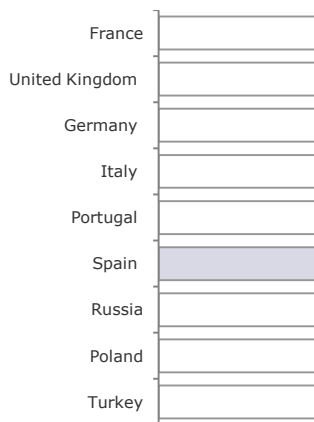 France
United Kingdom
Germany
Italy
Portugal
Spain
Russia
Poland
Turkey